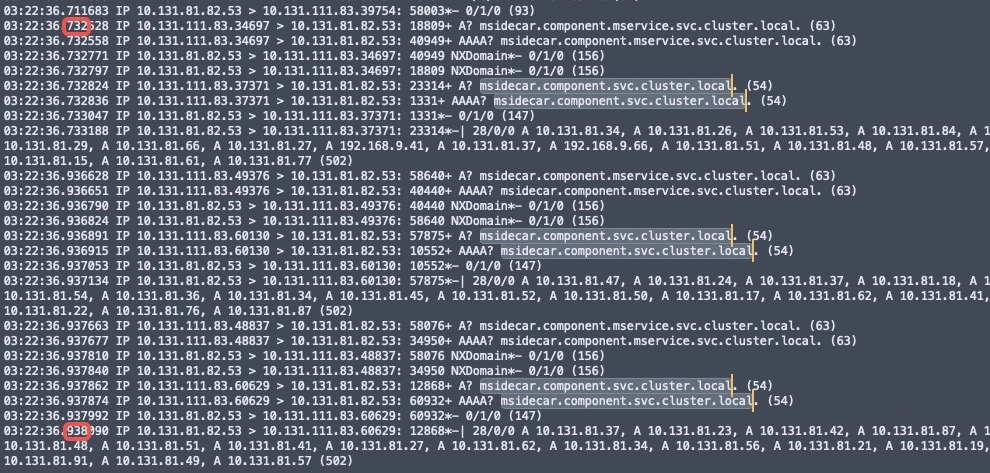 03:22:36.711683 IP 10.131.81.82.53 > 10.131.111.83.39754: 58003*- 0/1/0 (93)
03:22:36.732528 IP 10.131.111.83.34697 > 10.131.81.82.53: 18809+ A? msidecar.component.mservice.svc.cluster.local. (63)
03:22:36.732558 IP 10.131.111.83.34697 > 10.131.81.82.53: 40949+ AAAA? msidecar.component.mservice.svc.cluster.local. (63)
03:22:36.732771 IP 10.131.81.82.53 > 10.131.111.83.34697: 40949 NXDomain*- 0/1/0 (156)
03:22:36.732797 IP 10.131.81.82.53 > 10.131.111.83.34697: 18809 NXDomain*- 0/1/0 (156)
03:22:36.732824 IP 10.131.111.83.37371 > 10.131.81.82.53: 23314+ A? msidecar.component.svc.cluster.local. (54)
03:22:36.732836 IP 10.131.111.83.37371 > 10.131.81.82.53: 1331+ AAAA? msidecar.component.svc.cluster.local. (54)
03:22:36.733047 IP 10.131.81.82.53 > 10.131.111.83.37371: 1331*- 0/1/0 (147)
03:22:36.733188 IP 10.131.81.82.53 > 10.131.111.83.37371: 23314*-| 28/0/0 A 10.131.81.34, A 10.131.81.26, A 10.131.81.53, A 10.131.81.84, A 1
10.131.81.29, A 10.131.81.66, A 10.131.81.27, A 192.168.9.41, A 10.131.81.37, A 192.168.9.66, A 10.131.81.51, A 10.131.81.48, A 10.131.81.57,
10.131.81.15, A 10.131.81.61, A 10.131.81.77 (502)
03:22:36.936628 IP 10.131.111.83.49376 > 10.131.81.82.53: 58640+ A? msidecar.component.mservice.svc.cluster.local. (63)
03:22:36.936651 IP 10.131.111.83.49376 > 10.131.81.82.53: 40440+ AAAA? msidecar.component.mservice.svc.cluster.local. (63)
03:22:36.936790 IP 10.131.81.82.53 > 10.131.111.83.49376: 40440 NXDomain*- 0/1/0 (156)
03:22:36.936824 IP 10.131.81.82.53 > 10.131.111.83.49376: 58640 NXDomain*- 0/1/0 (156)
03:22:36.936891 IP 10.131.111.83.60130 > 10.131.81.82.53: 57875+ A? msidecar.component.svc.cluster.local. (54)
03:22:36.936915 IP 10.131.111.83.60130 > 10.131.81.82.53: 10552+ AAAA? msidecar.component.svc.cluster.local. (54)
03:22:36.937053 IP 10.131.81.82.53 > 10.131.111.83.60130: 10552*- 0/1/0 (147)
03:22:36.937134 IP 10.131.81.82.53 > 10.131.111.83.60130: 57875*-| 28/0/0 A 10.131.81.47, A 10.131.81.24, A 10.131.81.37, A 10.131.81.18, A 1
10.131.81.54, A 10.131.81.36, A 10.131.81.34, A 10.131.81.45, A 10.131.81.52, A 10.131.81.50, A 10.131.81.17, A 10.131.81.62, A 10.131.81.41,
10.131.81.22, A 10.131.81.76, A 10.131.81.87 (502)
03:22:36.937663 IP 10.131.111.83.48837 > 10.131.81.82.53: 58076+ A? msidecar.component.mservice.svc.cluster.local. (63)
03:22:36.937677 IP 10.131.111.83.48837 > 10.131.81.82.53: 34950+ AAAA? msidecar.component.mservice.svc.cluster.local. (63)
03:22:36.937810 IP 10.131.81.82.53 > 10.131.111.83.48837: 58076 NXDomain*- 0/1/0 (156)
03:22:36.937840 IP 10.131.81.82.53 > 10.131.111.83.48837: 34950 NXDomain*- 0/1/0 (156)
03:22:36.937862 IP 10.131.111.83.60629 > 10.131.81.82.53: 12868+ A? msidecar.component.svc.cluster.local. (54)
03:22:36.937874 IP 10.131.111.83.60629 > 10.131.81.82.53: 60932+ AAAA? msidecar.component.svc.cluster.local. (54)
03:22:36.937992 IP 10.131.81.82.53 > 10.131.111.83.60629: 60932*- 0/1/0 (147)
03:22:36.938090 IP 10.131.81.82.53 > 10.131.111.83.60629: 12868*-| 28/0/0 A 10.131.81.37, A 10.131.81.23, A 10.131.81.42, A 10.131.81.87, A 1
10.131.81.48, A 10.131.81.51, A 10.131.81.41, A 10.131.81.27, A 10.131.81.62, A 10.131.81.34, A 10.131.81.56, A 10.131.81.21, A 10.131.81.19,
10.131.81.91, A 10.131.81.49, A 10.131.81.57 (502)